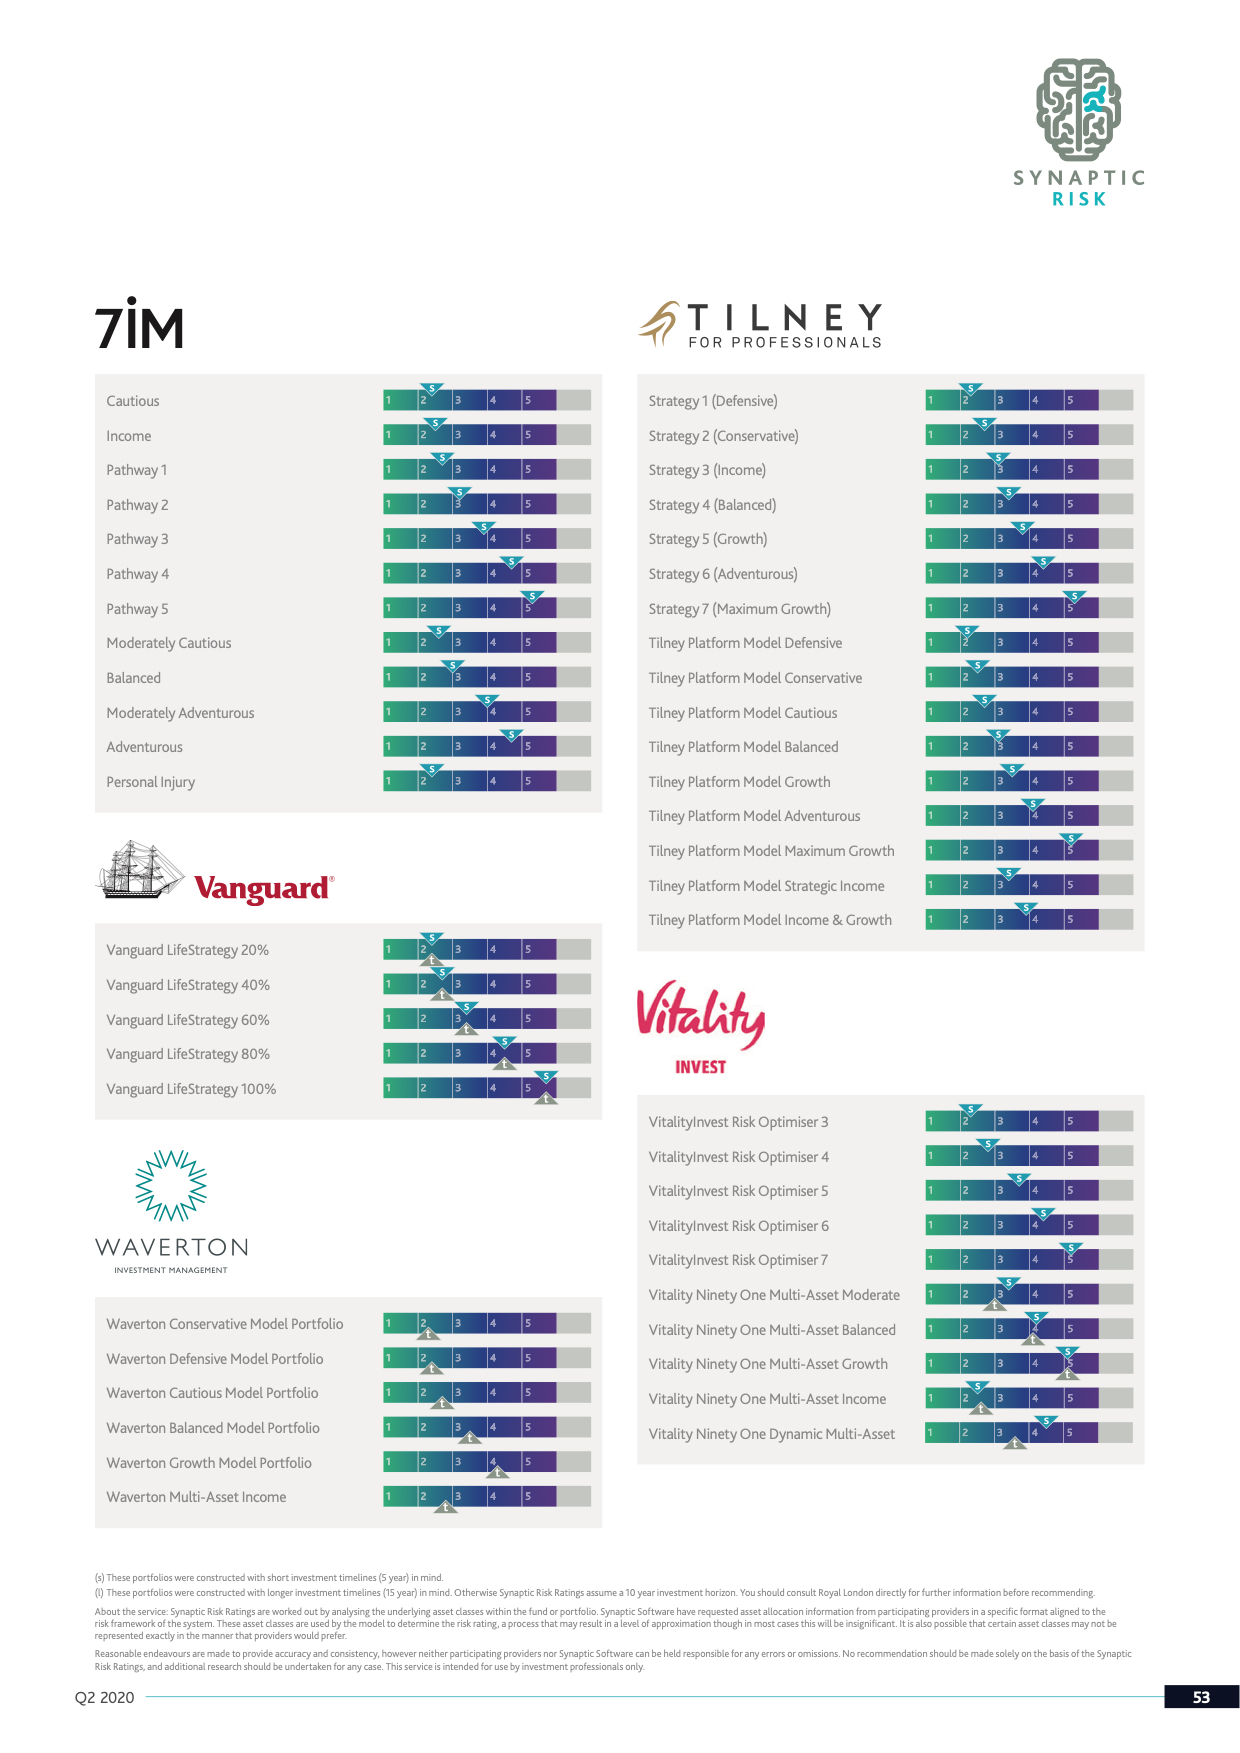 SYNAPTIC
RISK
7iM
Cautious 1 2 3 4 5 s
Income 1 2 3 4 5 s
Pathway 1 1 2 3 4 5 s
Pathway 2 1 2 3 4 5 s
Pathway 3 1 2 3 4 5 s
Pathway 4 1 2 3 4 5 s
Pathway 5 1 2 3 4 5 s
Moderately Cautious 1 2 3 4 5 s
Balanced 1 2 3 4 5 s
Moderately Adventurous 1 2 3 4 5 s
Adventurous 1 2 3 4 5 s
Personal Injury 1 2 3 4 5 s
Vanguard®
Vanguard LifeStrategy 20% 1 2 3 4 5 s t
Vanguard LifeStrategy 40% 1 2 3 4 5 s t
Vanguard LifeStrategy 60% 1 2 3 4 5 s t
Vanguard LifeStrategy 80% 1 2 3 4 5 s t
Vanguard LifeStrategy 100% 1 2 3 4 5 s t
WAVERTON
INVESTMENT MANAGEMENT
Waverton Conservative Model Portfolio 1 2 3 4 5 t
Waverton Defensive Model Portfolio 1 2 3 4 5 t
Waverton Cautious Model Portfolio 1 2 3 4 5 t
Waverton Balanced Model Portfolio 1 2 3 4 5 t
Waverton Growth Model Portfolio 1 2 3 4 5 t
Waverton Multi-Asset Income 1 2 3 4 5 t
TILNEY
FOR PROFESSIONALS
Strategy 1 (Defensive) 1 2 3 4 5 s
Strategy 2 (Conservative) 1 2 3 4 5 s
Strategy 3 (Income) 1 2 3 4 5 s
Strategy 4 (Balanced) 1 2 3 4 5 s
Strategy 5 (Growth) 1 2 3 4 5 s
Strategy 6 (Adventurous) 1 2 3 4 5 s
Strategy 7 (Maximum Growth) 1 2 3 4 5 s
Tilney Platform Model Defensive 1 2 3 4 5 s
Tilney Platform Model Conservative 1 2 3 4 5 s
Tilney Platform Model Cautious 1 2 3 4 5 s
Tilney Platform Model Balanced 1 2 3 4 5 s
Tilney Platform Model Growth 1 2 3 4 5 s
Tilney Platform Model Adventurous 1 2 3 4 5 s
Tilney Platform Model Maximum Growth 1 2 3 4 5 s
Tilney Platform Model Strategic Income 1 2 3 4 5 s
Tilney Platform Model Income & Growth 1 2 3 4 5 s
Vitality
INVEST
VitalityInvest Risk Optimiser 3 1 2 3 4 5 s
VitalityInvest Risk Optimiser 4 1 2 3 4 5 s
VitalityInvest Risk Optimiser 5 1 2 3 4 5 s
VitalityInvest Risk Optimiser 6 1 2 3 4 5 s
VitalityInvest Risk Optimiser 7 1 2 3 4 5 s
Vitality Ninety One Multi-Asset Moderate 1 2 3 4 5 s t
Vitality Ninety One Multi-Asset Balanced 1 2 3 4 5 s t
Vitality Ninety One Multi-Asset Growth 1 2 3 4 5 s t
Vitality Ninety One Multi-Asset Income 1 2 3 4 5 s t
Vitality Ninety One Dynamic Multi-Asset 1 2 3 4 5 s t
(s) These portfolios were constructed with short investment timelines (5 year) in mind.
(l) These portfolios were constructed with longer investment timelines (15 year) in mind. Otherwise Synaptic Risk Ratings assume a 10 year investment horizon. You should consult Royal London directly for further information before recommending.
About the service: Synaptic Risk Ratings are worked out by analysing the underlying asset classes within the fund or portfolio. Synaptic Software have requested asset allocation information from participating providers in a specific format aligned to the
risk framework of the system. These asset classes are used by the model to determine the risk rating, a process that may result in a level of approximation though in most cases this will be insignificant. It is also possible that certain asset classes may not be
represented exactly in the manner that providers would prefer.
Reasonable endeavours are made to provide accuracy and consistency, however neither participating providers nor Synaptic Software can be held responsible for any errors or omissions. No recommendation should be made solely on the basis of the Synaptic
Risk Ratings, and additional research should be undertaken for any case. This service is intended for use by investment professionals only.
Q2 2020
53